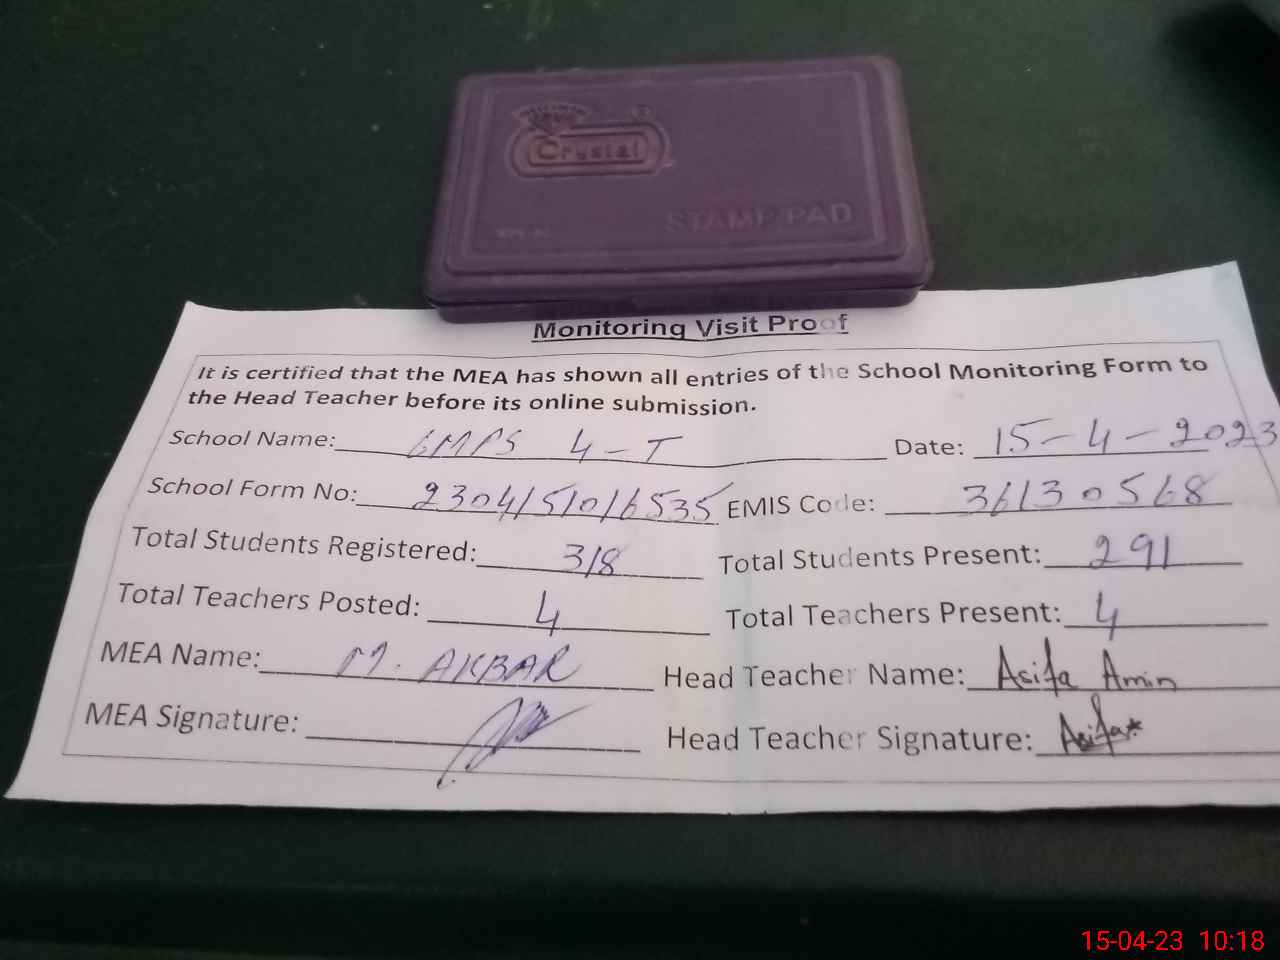 Crystal
STAMP PAD
Monitoring Visit Proof
It is certified that the MEA has shown all entries of the School Monitoring Form to
the Head Teacher before its online submission.
School Name: GMPS 4-T Date: 15-4-2023
School Form No: 2304151016535 EMIS Code: 36130568
Total Students Registered: 318 Total Students Present: 291
Total Teachers Posted: 4 Total Teachers Present: 4
MEA Name: M. AKBAR Head Teacher Name: Asifa Amin
MEA Signature: Head Teacher Signature: Asifa
15-04-23 10:18